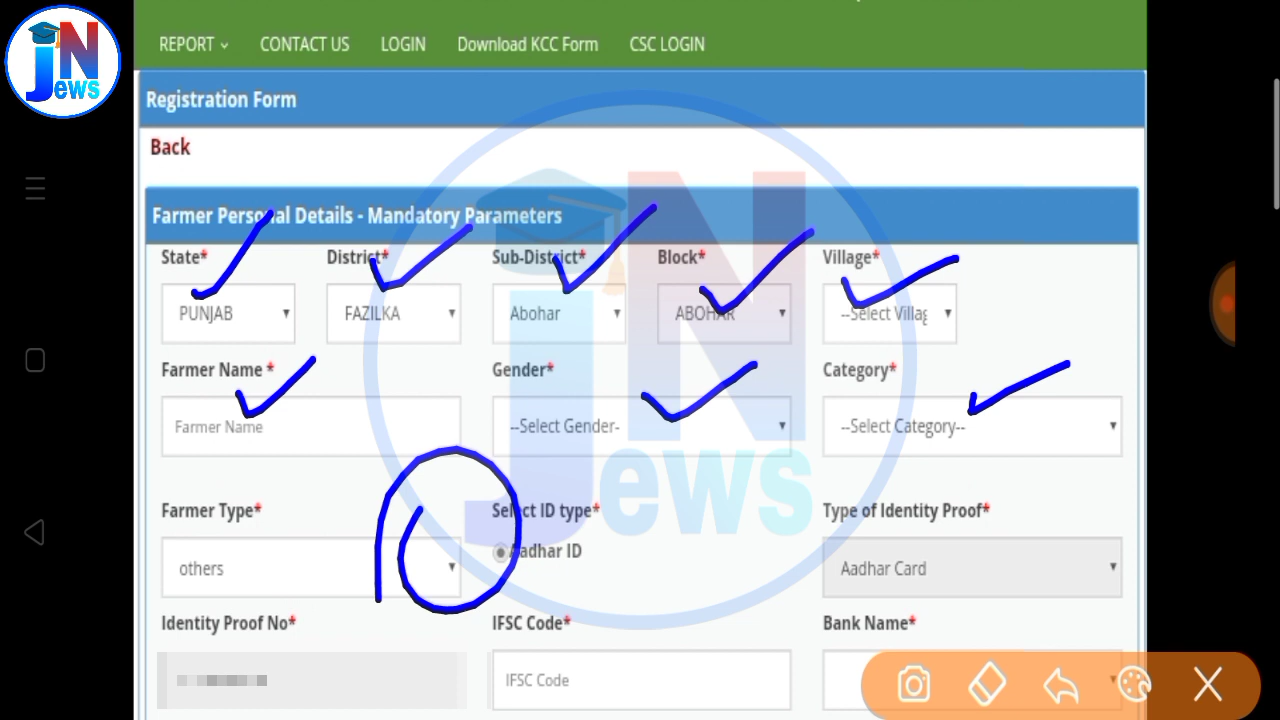 jN
Jews
REPORT CONTACT US LOGIN Download KCC Form CSC LOGIN
Registration Form
Back
Farmer Personal Details - Mandatory Parameters
State* District* Sub-District* Block* Village*
PUNJAB FAZILKA Abohar ABOHAR --Select Villag
Farmer Name * Gender* Category*
Farmer Name --Select Gender- --Select Category--
Farmer Type* Select ID type* Type of Identity Proof*
others Aadhar ID Aadhar Card
Identity Proof No* IFSC Code* Bank Name*
IFSC Code
jN
Jews